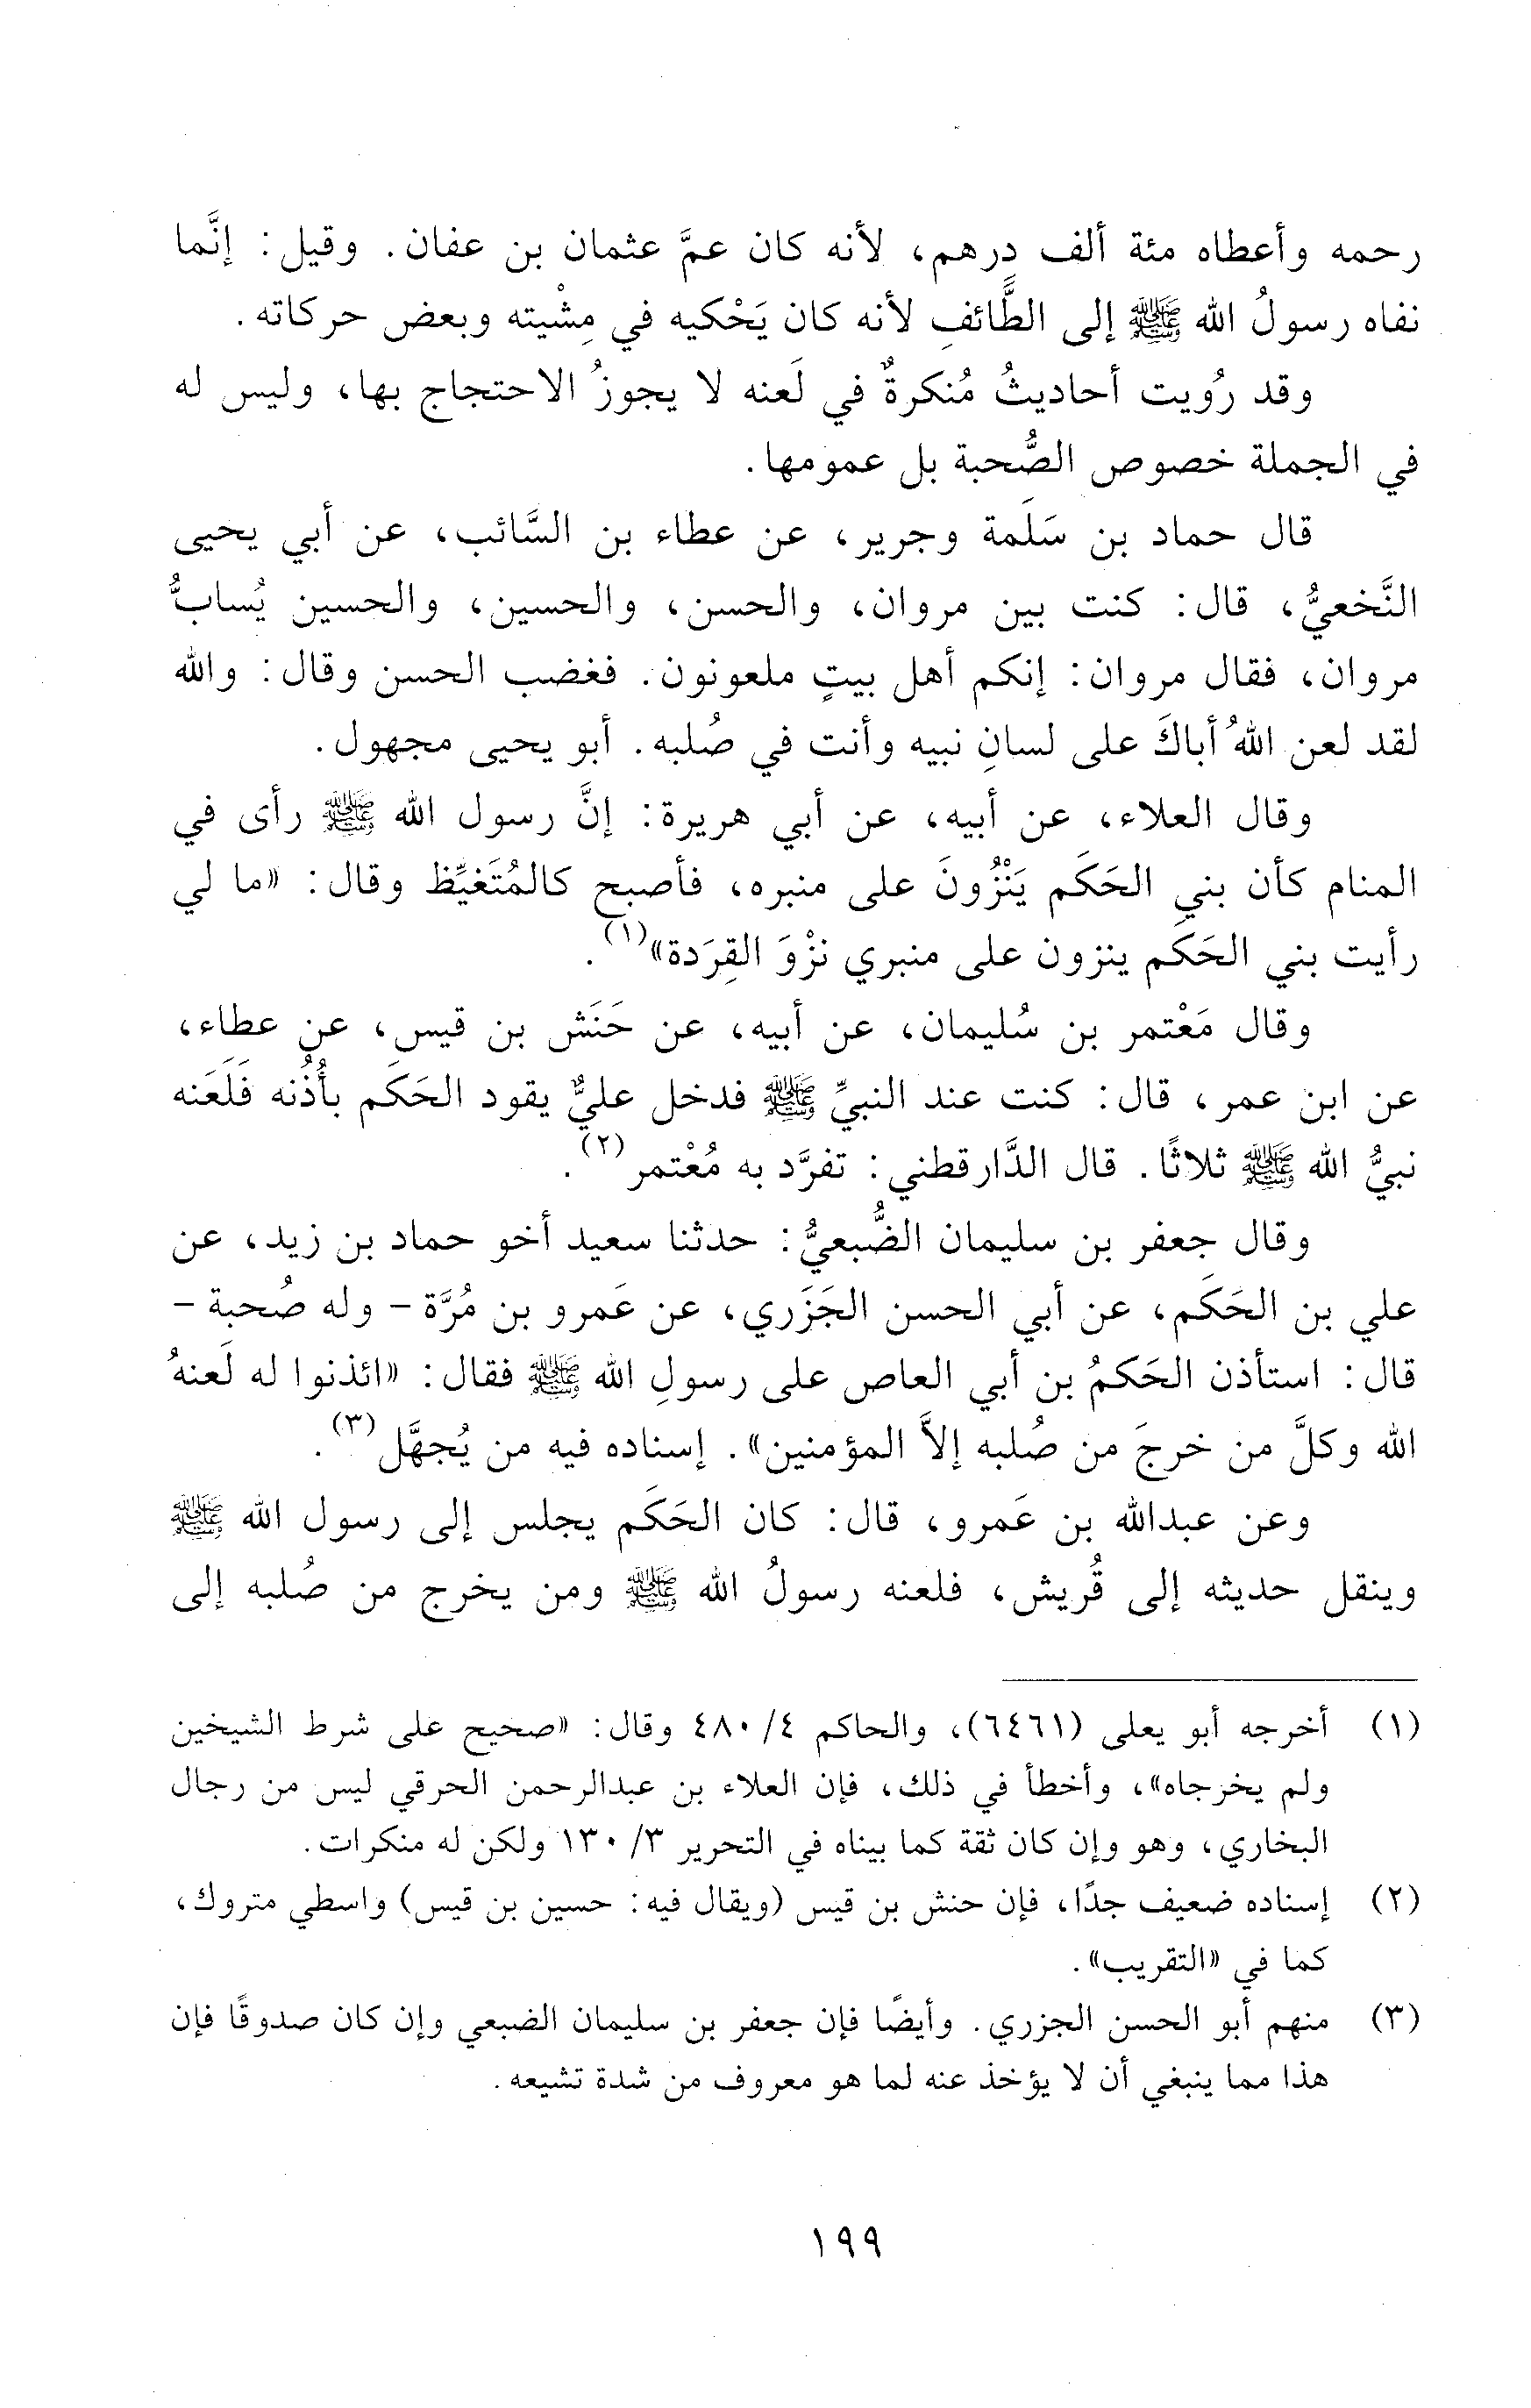 رحمه وأعطاه مئة ألف دِرهم، لأنه كان عمَّ عثمان بن عفان. وقيل: إنَّما
نفاه رسولُ الله ﷺ إلى الطَّائفِ لأنه كان يَحْكيه في مِشْيته وبعض حركاته.
وقد رُويت أحاديثُ مُنكرةٌ في لَعنه لا يجوزُ الاحتجاج بها، وليس له
في الجملة خصوص الصُّحبة بل عمومها.
قال حماد بن سَلَمة وجرير، عن عطاء بن السَّائب، عن أبي يحيى
النَّخعيُّ، قال: كنت بين مروان، والحسن، والحسين، والحسين يُسابُّ
مروان، فقال مروان: إنكم أهل بيتٍ ملعونون. فغضب الحسن وقال: والله
لقد لعن اللهُ أباكَ على لسانِ نبيه وأنت في صُلبه. أبو يحيى مجهول.
وقال العلاء، عن أبيه، عن أبي هريرة: إنَّ رسول الله ﷺ رأى في
المنام كأن بني الحَكَم يَنْزُونَ على منبره، فأصبح كالمُتَغيِّظ وقال: «ما لي
رأيت بني الحَكَم ينزون على منبري نزْوَ القِرَدة»(١).
وقال مَعْتمر بن سُليمان، عن أبيه، عن حَنَش بن قيس، عن عطاء،
عن ابن عمر، قال: كنت عند النبيِّ ﷺ فدخل عليٌّ يقود الحَكَم بأُذُنه فَلَعَنه
نبيُّ الله ﷺ ثلاثًا. قال الدَّارقطني: تفرَّد به مُعْتمر(٢).
وقال جعفر بن سليمان الضُّبعيُّ: حدثنا سعيد أخو حماد بن زيد، عن
علي بن الحَكَم، عن أبي الحسن الجَزَري، عن عَمرو بن مُرَّة - وله صُحبة -
قال: استأذن الحَكمُ بن أبي العاص على رسولِ الله ﷺ فقال: «ائذنوا له لَعنهُ
الله وكلَّ من خرجَ من صُلبه إلاَّ المؤمنين». إسناده فيه من يُجهَّل(٣).
وعن عبدالله بن عَمرو، قال: كان الحَكَم يجلس إلى رسول الله ﷺ
وينقل حديثه إلى قُريش، فلعنه رسولُ الله ﷺ ومن يخرج من صُلبه إلى
(١) أخرجه أبو يعلى (٦٤٦١)، والحاكم ٤/ ٤٨٠ وقال: «صحيح على شرط الشيخين
ولم يخرجاه»، وأخطأ في ذلك، فإن العلاء بن عبدالرحمن الحرقي ليس من رجال
البخاري، وهو وإن كان ثقة كما بيناه في التحرير ٣/ ١٣٠ ولكن له منكرات.
(٢) إسناده ضعيف جدًا، فإن حنش بن قيس (ويقال فيه: حسين بن قيس) واسطي متروك،
كما في «التقريب».
(٣) منهم أبو الحسن الجزري. وأيضًا فإن جعفر بن سليمان الضبعي وإن كان صدوقًا فإن
هذا مما ينبغي أن لا يؤخذ عنه لما هو معروف من شدة تشيعه.
١٩٩